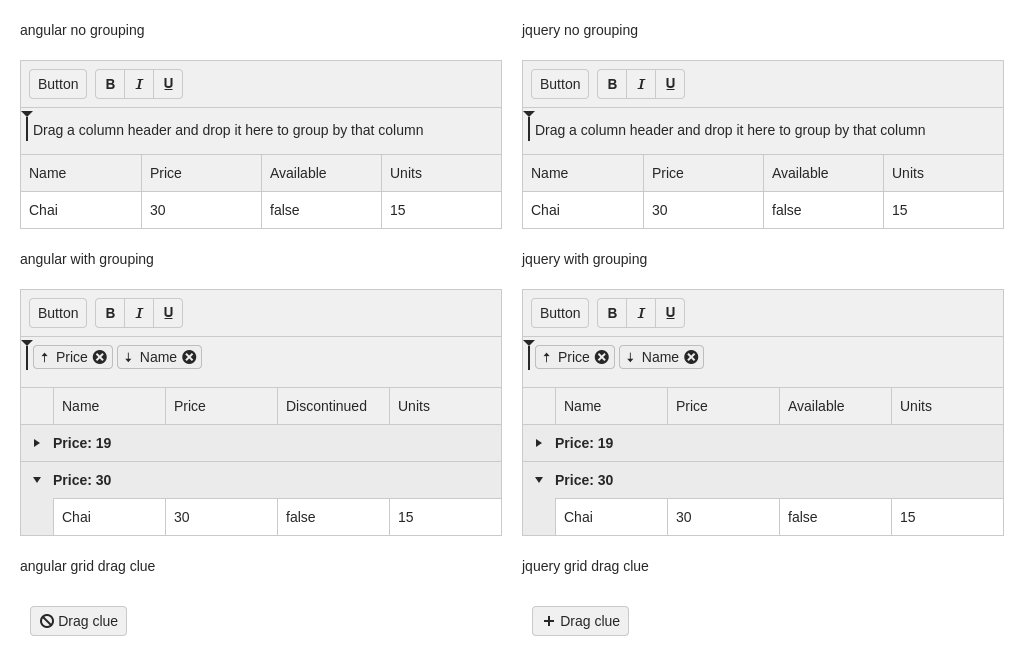 angular no grouping
Button B I U
Drag a column header and drop it here to group by that column
Name Price Available Units
Chai 30 false 15
jquery no grouping
Button B I U
Drag a column header and drop it here to group by that column
Name Price Available Units
Chai 30 false 15
angular with grouping
Button B I U
Price Name
Name Price Discontinued Units
Price: 19
Price: 30
Chai 30 false 15
jquery with grouping
Button B I U
Price Name
Name Price Available Units
Price: 19
Price: 30
Chai 30 false 15
angular grid drag clue
Drag clue
jquery grid drag clue
Drag clue